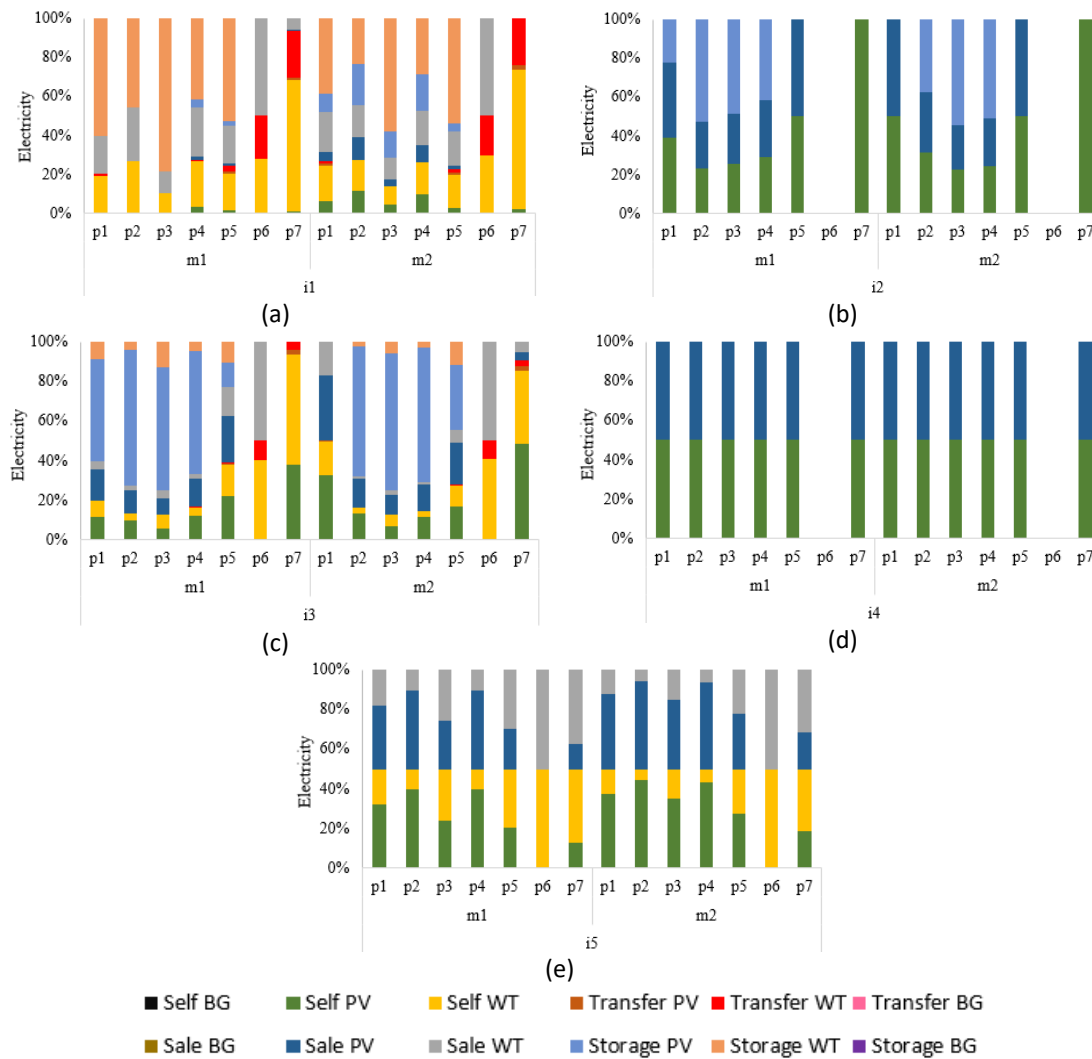 100%
80%
60%
40%
20%
0%
Electricity
p1 p2 p3 p4 p5 p6 p7 p1 p2 p3 p4 p5 p6 p7
m1 m2
i1
(a)
100%
80%
60%
40%
20%
0%
Electricity
p1 p2 p3 p4 p5 p6 p7 p1 p2 p3 p4 p5 p6 p7
m1 m2
i2
(b)
100%
80%
60%
40%
20%
0%
Electricity
p1 p2 p3 p4 p5 p6 p7 p1 p2 p3 p4 p5 p6 p7
m1 m2
i3
(c)
100%
80%
60%
40%
20%
0%
Electricity
p1 p2 p3 p4 p5 p6 p7 p1 p2 p3 p4 p5 p6 p7
m1 m2
i4
(d)
100%
80%
60%
40%
20%
0%
Electricity
p1 p2 p3 p4 p5 p6 p7 p1 p2 p3 p4 p5 p6 p7
m1 m2
i5
(e)
Self BG Self PV Self WT Transfer PV Transfer WT Transfer BG
Sale BG Sale PV Sale WT Storage PV Storage WT Storage BG